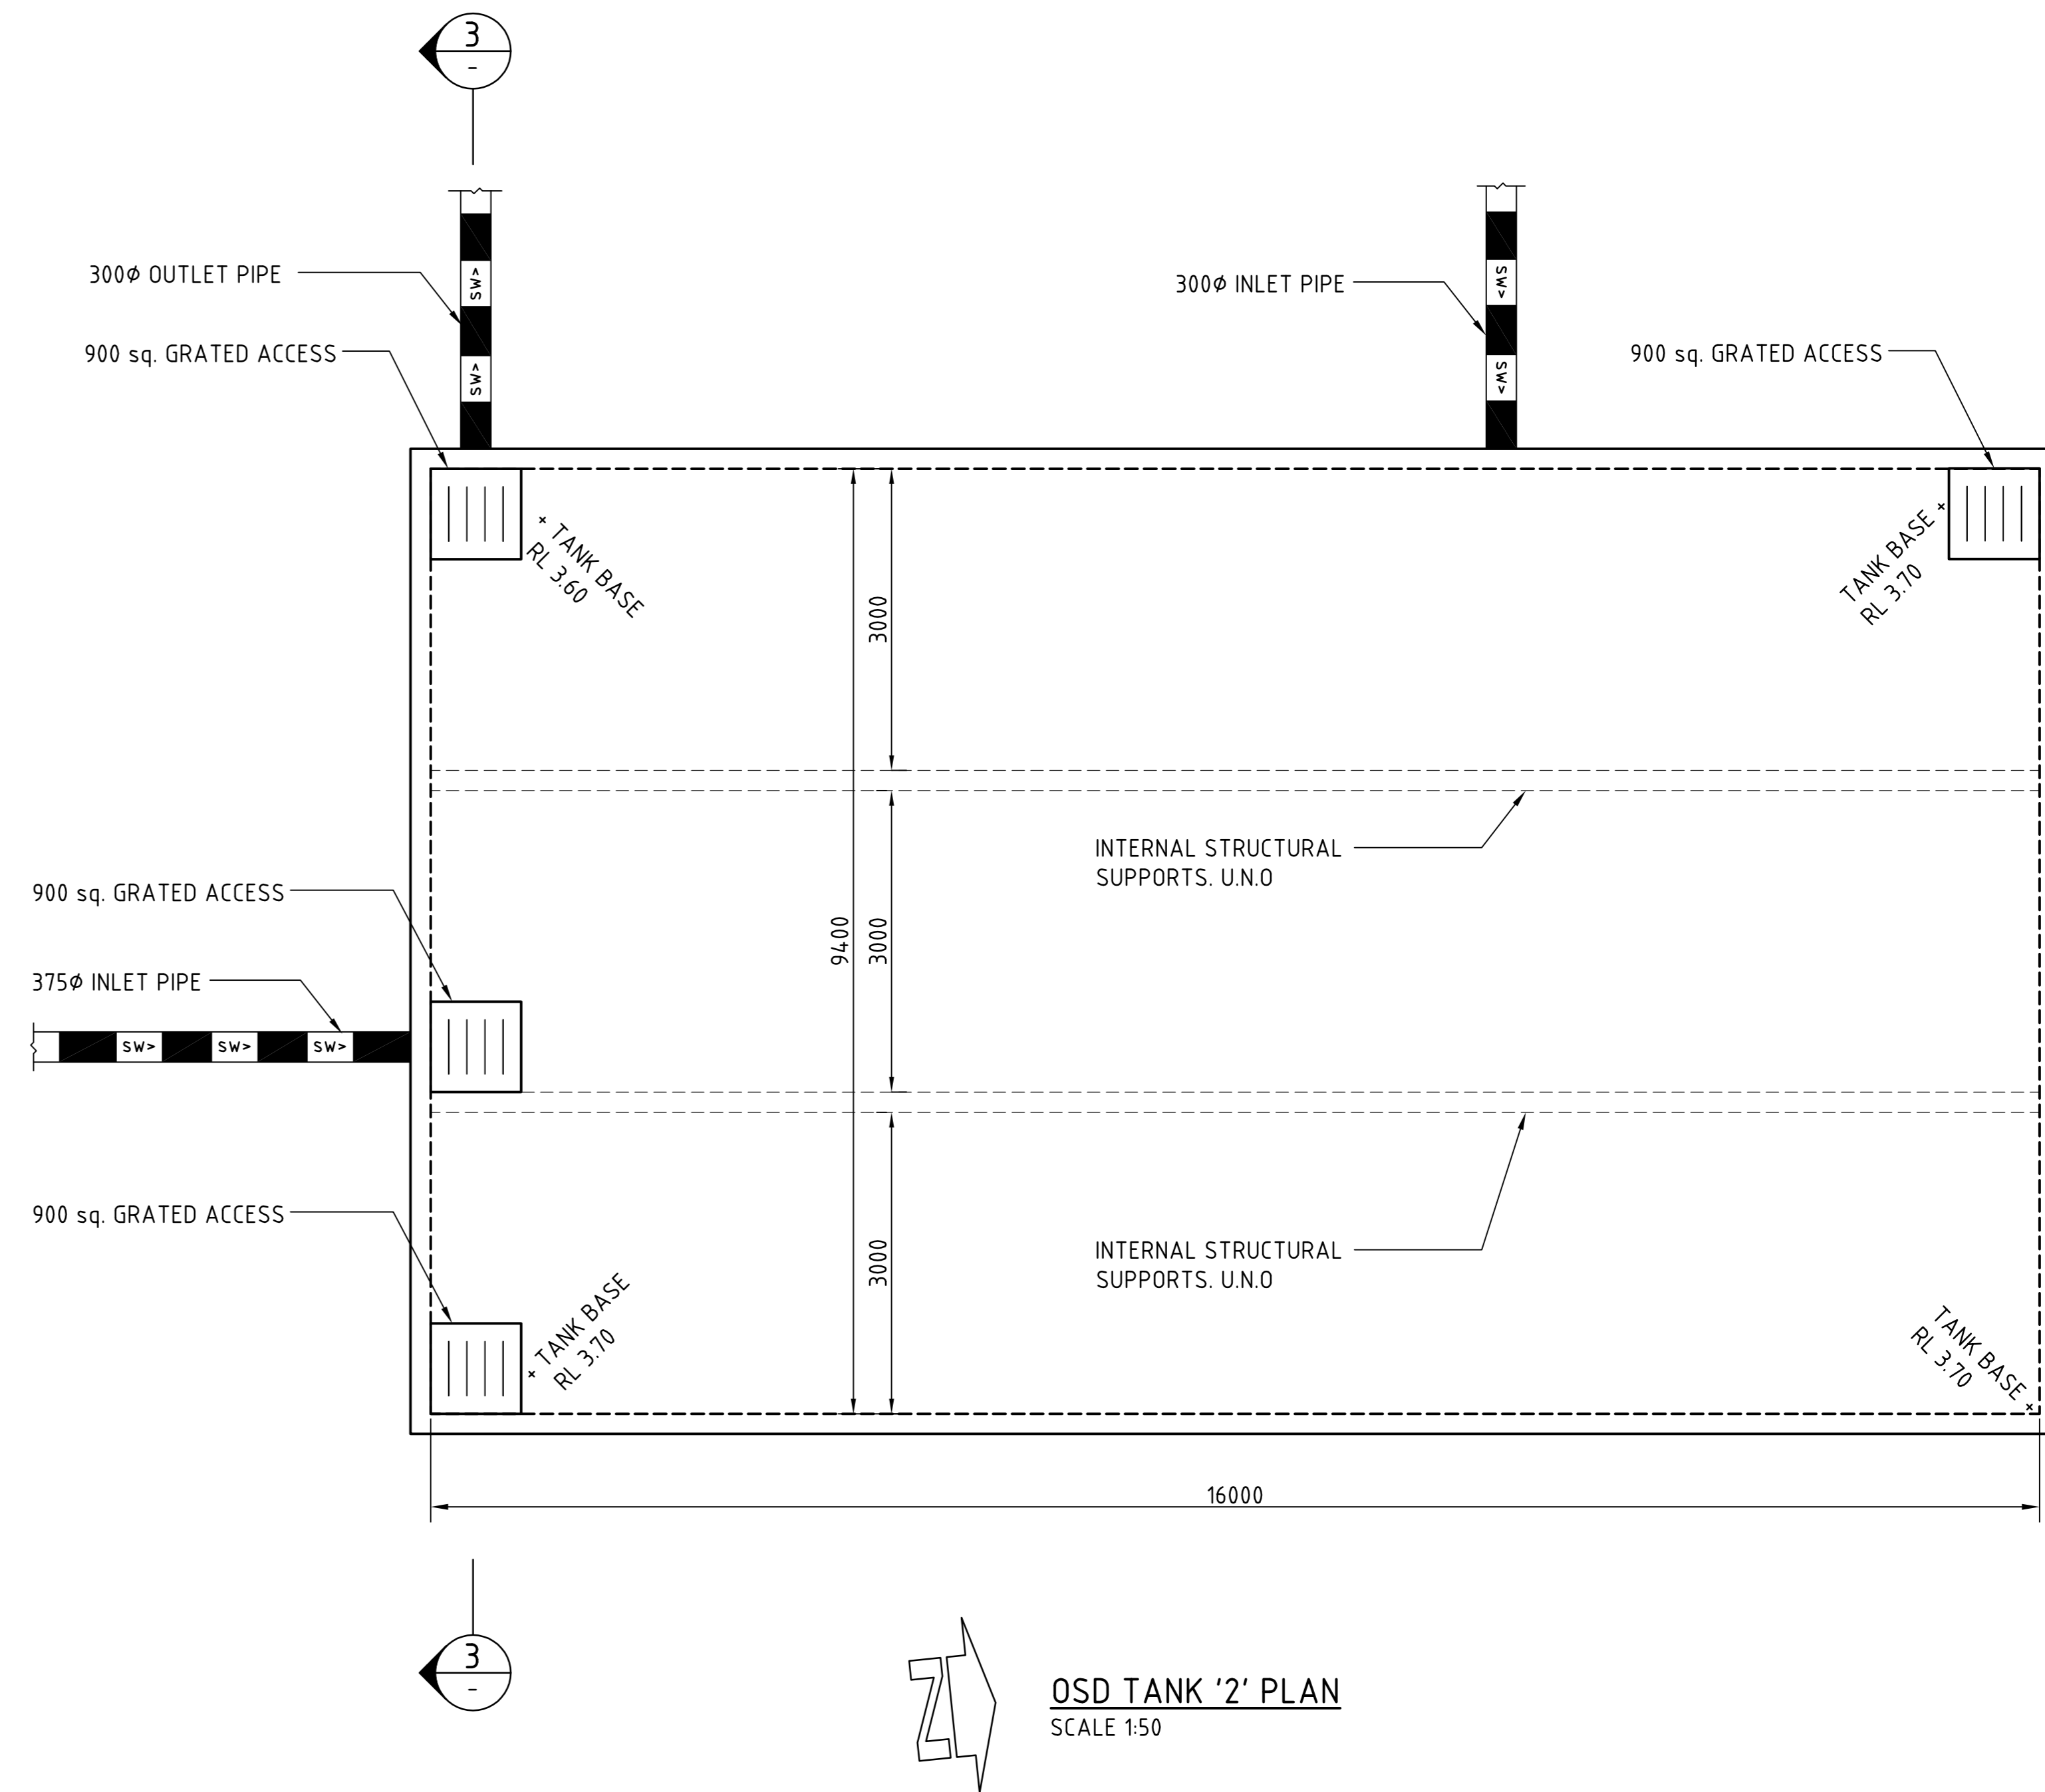 3
-
300ø OUTLET PIPE
SW>
SW>
300ø INLET PIPE
SW>
SW>
900 sq. GRATED ACCESS
900 sq. GRATED ACCESS
TANK BASE
RL 3.60
TANK BASE
RL 3.70
3000
INTERNAL STRUCTURAL
SUPPORTS. U.N.O
900 sq. GRATED ACCESS
9400
3000
375ø INLET PIPE
SW>
SW>
SW>
900 sq. GRATED ACCESS
3000
INTERNAL STRUCTURAL
SUPPORTS. U.N.O
TANK BASE
RL 3.70
TANK BASE
RL 3.70
16000
3
-
N
OSD TANK '2' PLAN
SCALE 1:50